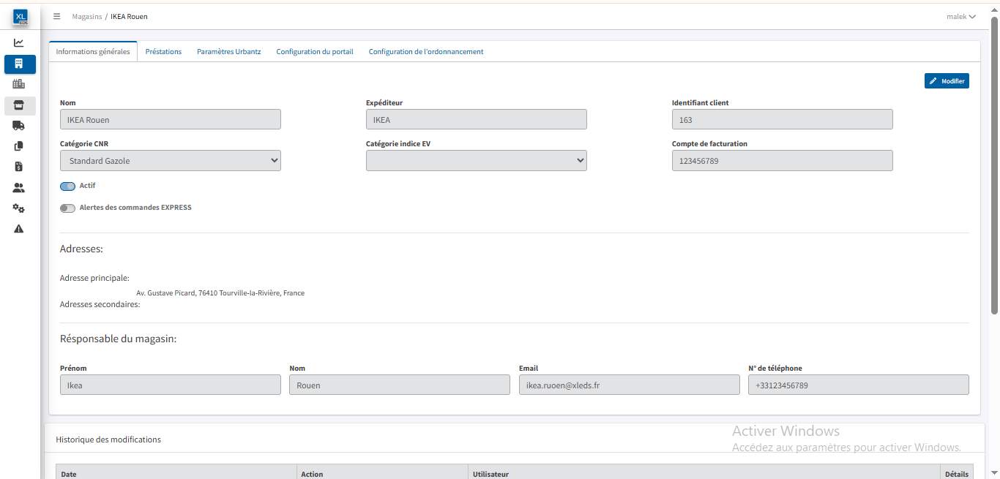 XL
EDS
Magasins / IKEA Rouen
malek
Informations générales
Préstations
Paramètres Urbantz
Configuration du portail
Configuration de l'ordonnancement
Modifier
Nom
Expéditeur
Identifiant client
IKEA Rouen
IKEA
163
Catégorie CNR
Catégorie indice EV
Compte de facturation
Standard Gazole
123456789
Actif
Alertes des commandes EXPRESS
Adresses:
Adresse principale:
Av. Gustave Picard, 76410 Tourville-la-Rivière, France
Adresses secondaires:
Résponsable du magasin:
Prénom
Nom
Email
N° de téléphone
Ikea
Rouen
ikea.ruoen@xleds.fr
+33123456789
Activer Windows
Accédez aux paramètres pour activer Windows.
Historique des modifications
Date
Action
Utilisateur
Détails